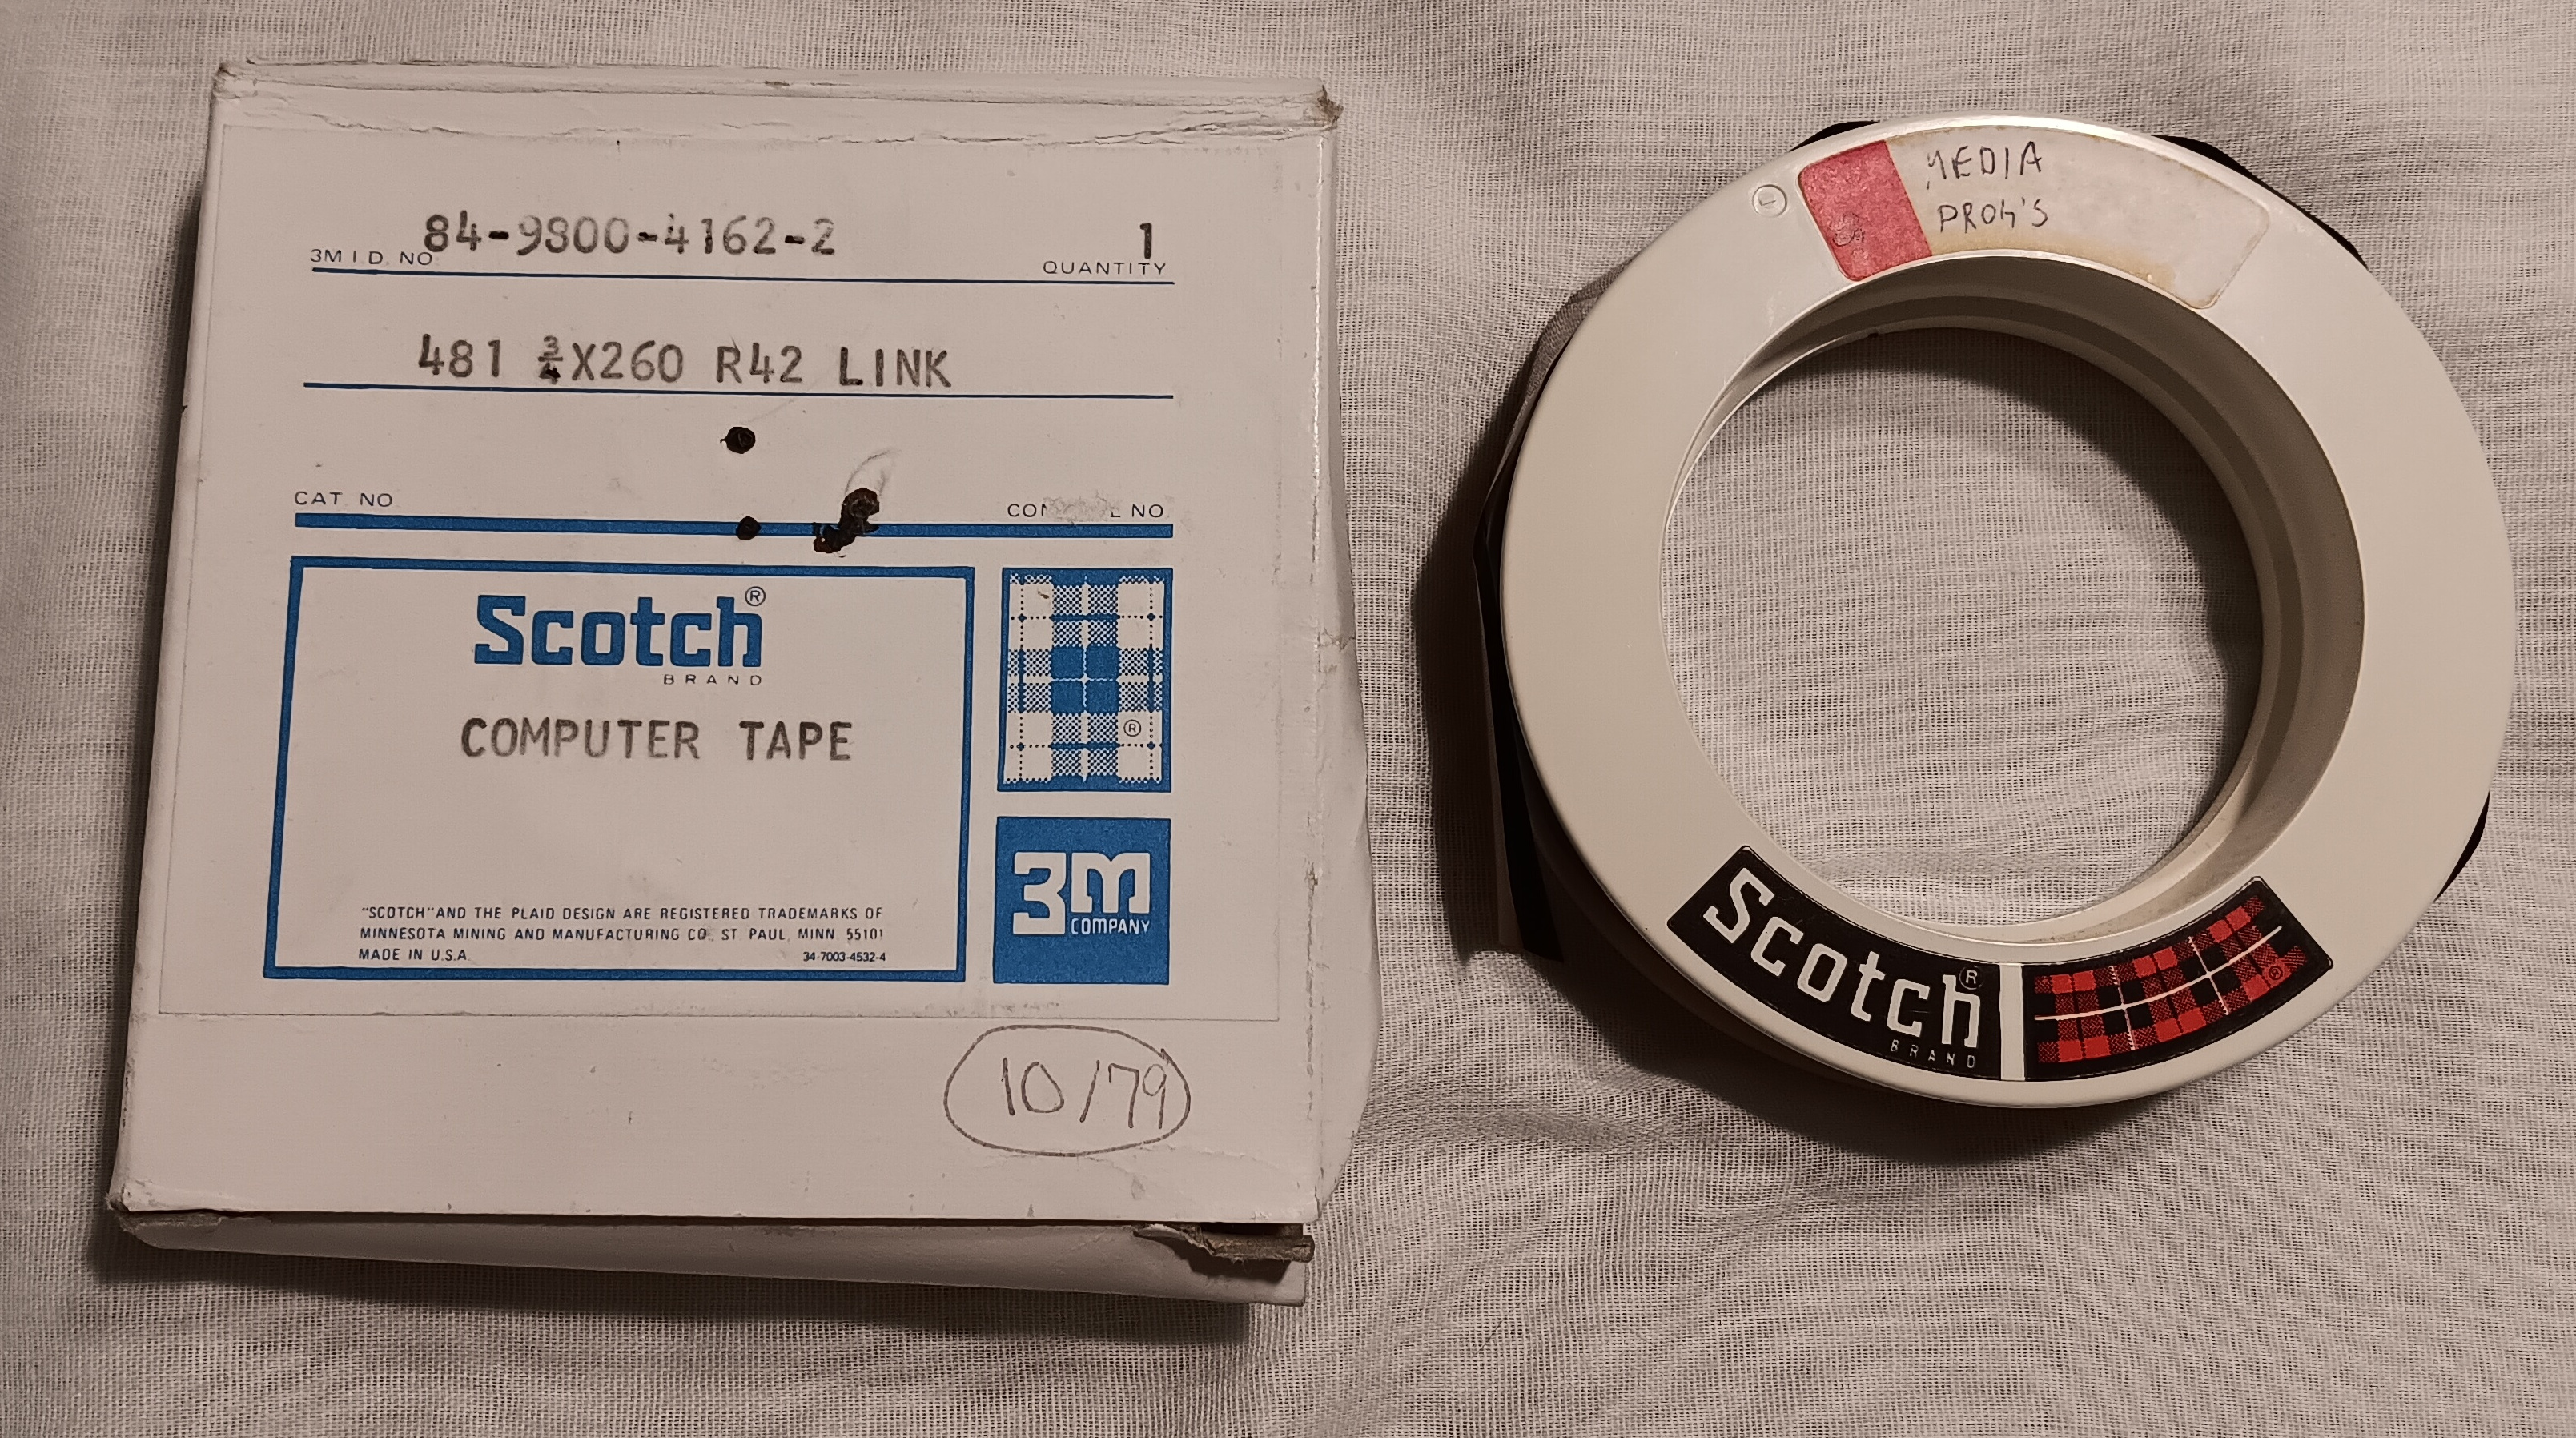 84-9800-4162-2 1
3M I.D. NO. QUANTITY
481 ¾X260 R42 LINK
CAT NO NO
Scotch®
BRAND
COMPUTER TAPE
®
"SCOTCH" AND THE PLAID DESIGN ARE REGISTERED TRADEMARKS OF
MINNESOTA MINING AND MANUFACTURING CO. ST PAUL, MINN 55101
MADE IN U.S.A. 34-7003-4532-4
3M
COMPANY
10/79
MEDIA
PROG'S
Scotch®
BRAND
®